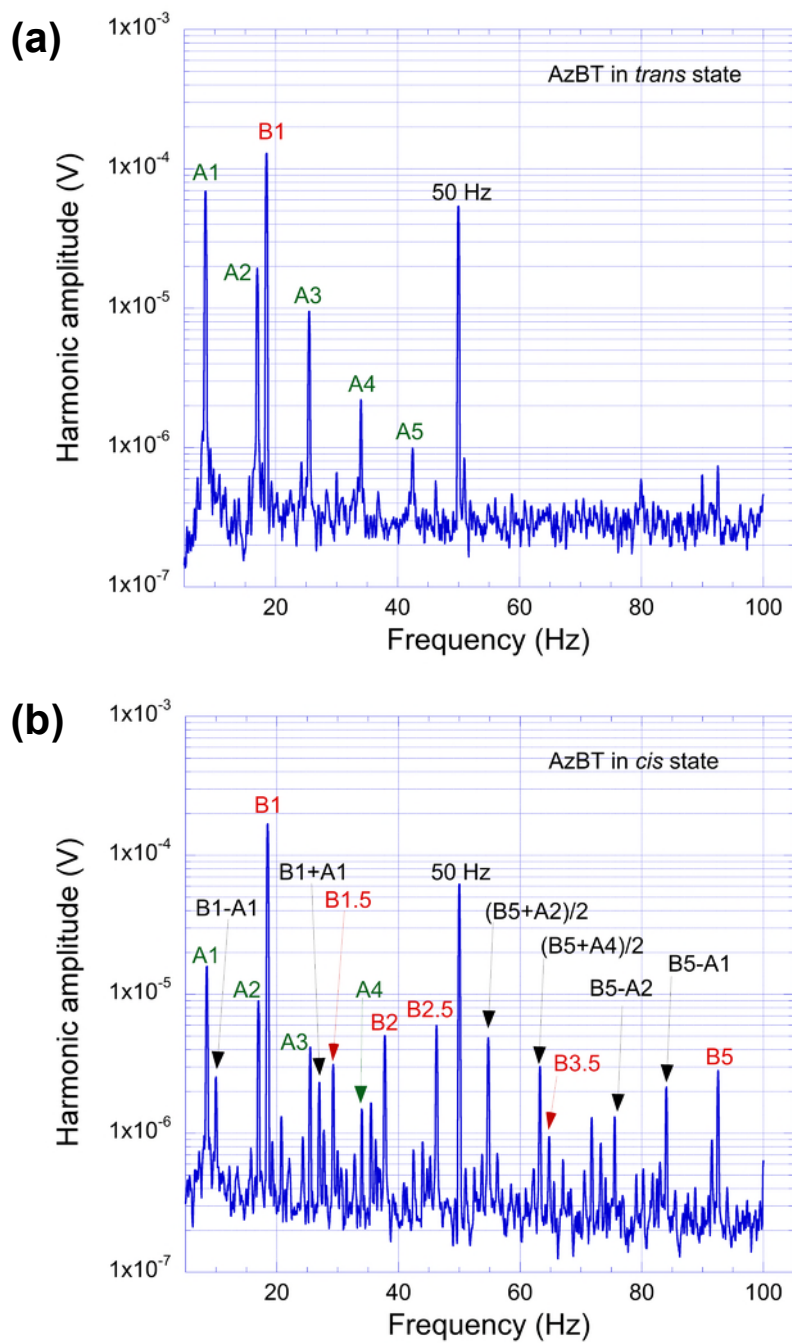 (a)
1x10⁻³
1x10⁻⁴
1x10⁻⁵
1x10⁻⁶
1x10⁻⁷
Harmonic amplitude (V)
AzBT in trans state
B1
A1
50 Hz
A2
A3
A4
A5
20
40
60
80
100
Frequency (Hz)
(b)
1x10⁻³
1x10⁻⁴
1x10⁻⁵
1x10⁻⁶
1x10⁻⁷
Harmonic amplitude (V)
AzBT in cis state
B1
B1+A1
50 Hz
B1-A1
B1.5
(B5+A2)/2
(B5+A4)/2
A1
A2
A4
B5-A1
B5-A2
B2.5
B2
A3
B3.5
B5
20
40
60
80
100
Frequency (Hz)